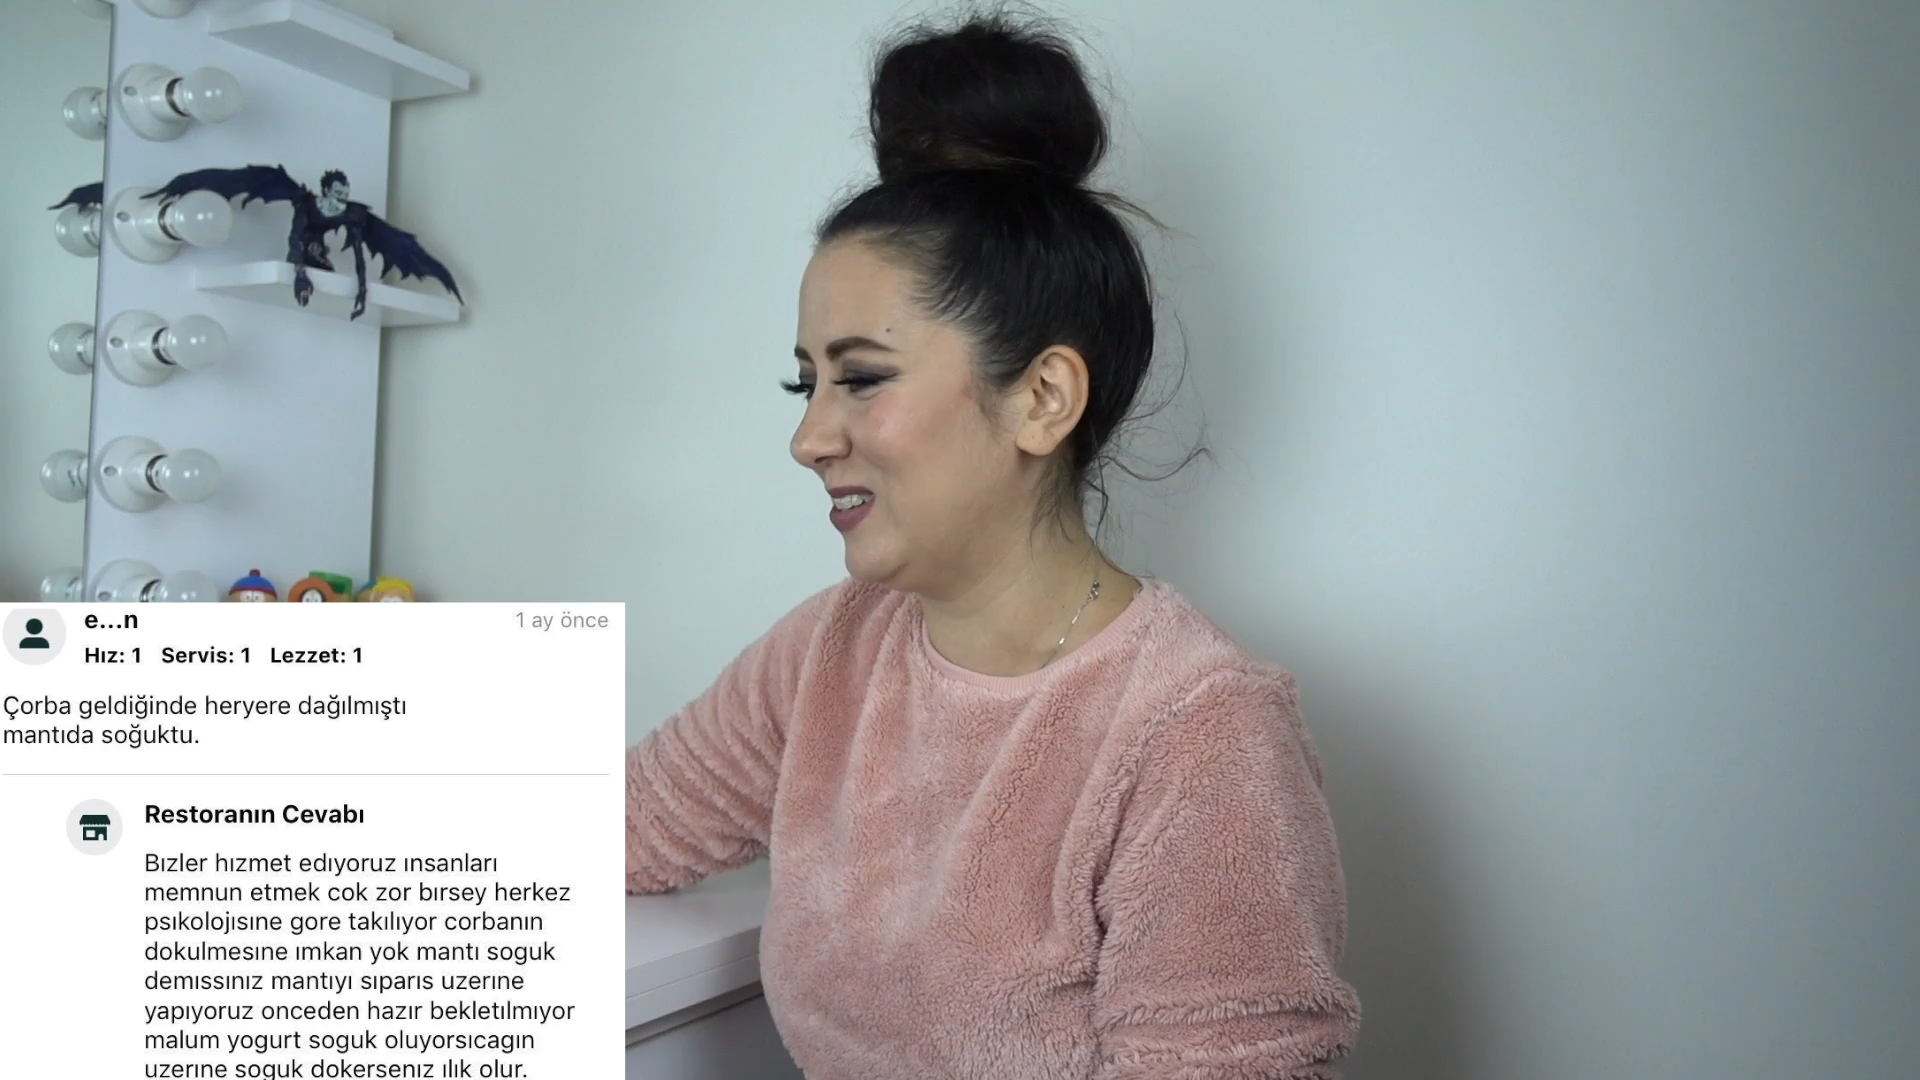 e...n
1 ay önce
Hız: 1 Servis: 1 Lezzet: 1
Çorba geldiğinde heryere dağılmıştı
mantıda soğuktu.
Restoranın Cevabı
Bızler hızmet edıyoruz ınsanları
memnun etmek cok zor bırsey herkez
psıkolojısıne gore takılıyor corbanın
dokulmesıne ımkan yok mantı soguk
demıssınız mantıyı sıparıs uzerıne
yapıyoruz onceden hazır bekletılmıyor
malum yogurt soguk oluyorsıcagın
uzerıne soguk dokersenız ılık olur.